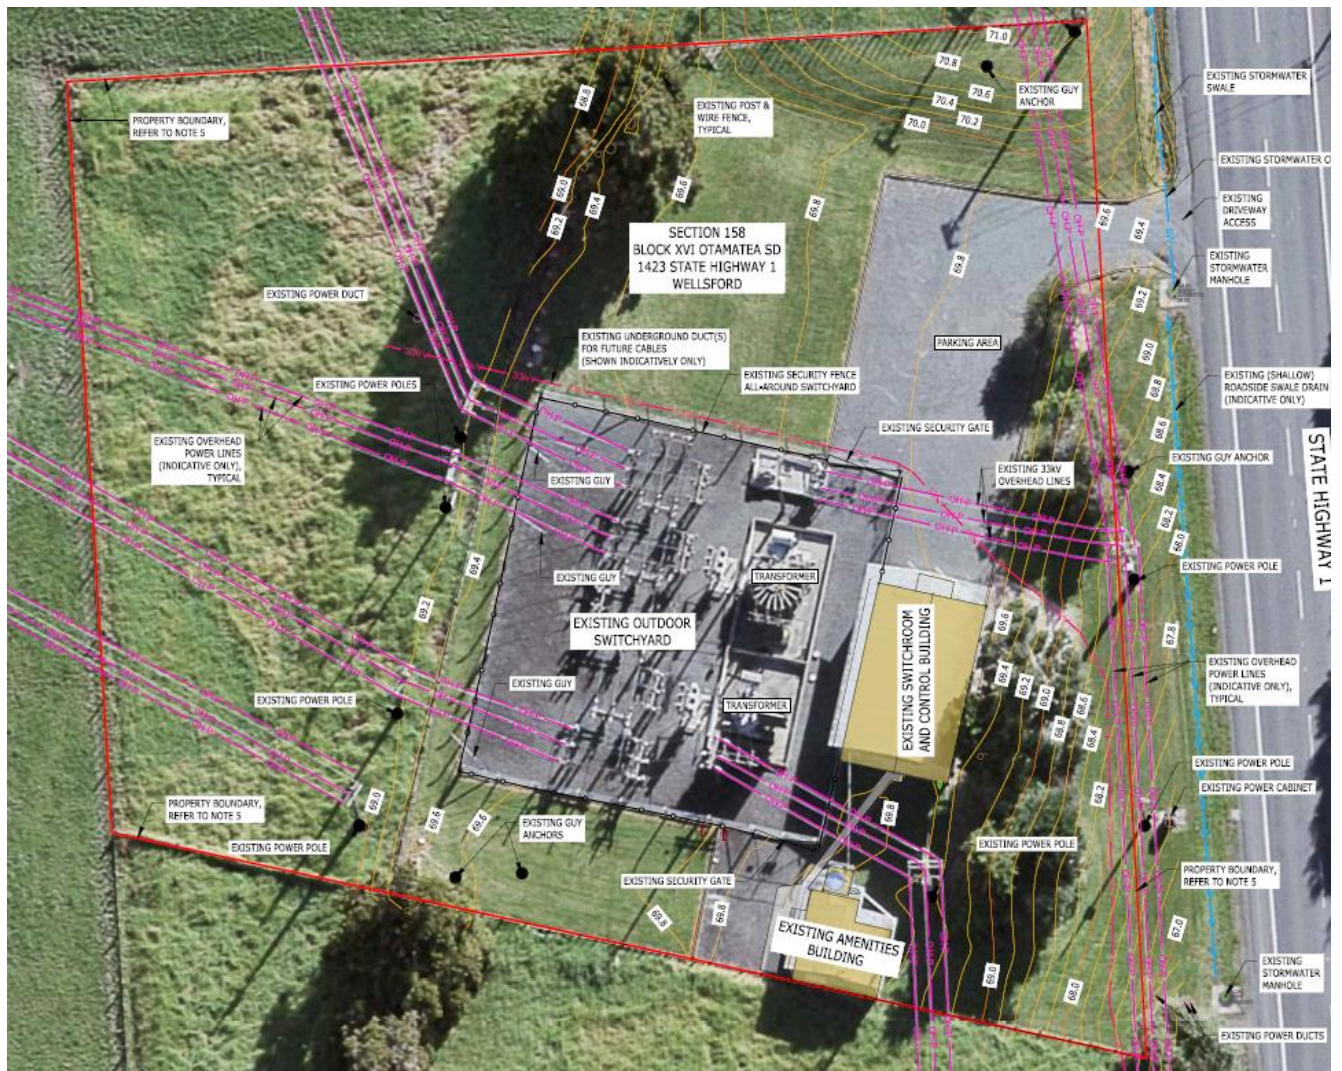 71.0
70.8
70.6
70.4
70.2
70.0
EXISTING GUY
ANCHOR
EXISTING STORMWATER
SWALE
68.8
EXISTING POST &
WIRE FENCE,
TYPICAL
PROPERTY BOUNDARY,
REFER TO NOTE 5
EXISTING STORMWATER C
69.0
69.2
69.4
69.6
69.8
EXISTING
DRIVEWAY
ACCESS
69.6
69.4
SECTION 158
BLOCK XVI OTAMATEA SD
1423 STATE HIGHWAY 1
WELLSFORD
69.8
EXISTING
STORMWATER
MANHOLE
69.2
EXISTING POWER DUCT
EXISTING UNDERGROUND DUCT(S)
FOR FUTURE CABLES
(SHOWN INDICATIVELY ONLY)
PARKING AREA
69.0
33kV
33kV
EXISTING SECURITY FENCE
ALL-AROUND SWITCHYARD
68.8
EXISTING (SHALLOW)
ROADSIDE SWALE DRAIN
(INDICATIVE ONLY)
EXISTING POWER POLES
68.6
EXISTING SECURITY GATE
STATE HIGHWAY 1
EXISTING OVERHEAD
POWER LINES
(INDICATIVE ONLY),
TYPICAL
EXISTING GUY ANCHOR
EXISTING GUY
EXISTING 33kV
OVERHEAD LINES
68.4
68.2
68.0
OH-P
OH-P
OH-P
69.4
EXISTING GUY
TRANSFORMER
EXISTING POWER POLE
69.2
EXISTING OUTDOOR
SWITCHYARD
EXISTING SWITCHROOM
AND CONTROL BUILDING
69.6
67.8
EXISTING OVERHEAD
POWER LINES
(INDICATIVE ONLY),
TYPICAL
69.4
69.2
69.0
68.8
68.6
68.4
EXISTING GUY
EXISTING POWER POLE
TRANSFORMER
EXISTING POWER POLE
EXISTING POWER CABINET
68.2
PROPERTY BOUNDARY,
REFER TO NOTE 5
69.0
69.6
69.6
EXISTING GUY
ANCHORS
69.8
EXISTING POWER POLE
EXISTING POWER POLE
PROPERTY BOUNDARY,
REFER TO NOTE 5
EXISTING SECURITY GATE
69.8
69.8
67.0
EXISTING AMENITIES
BUILDING
69.0
68.0
EXISTING
STORMWATER
MANHOLE
EXISTING POWER DUCTS